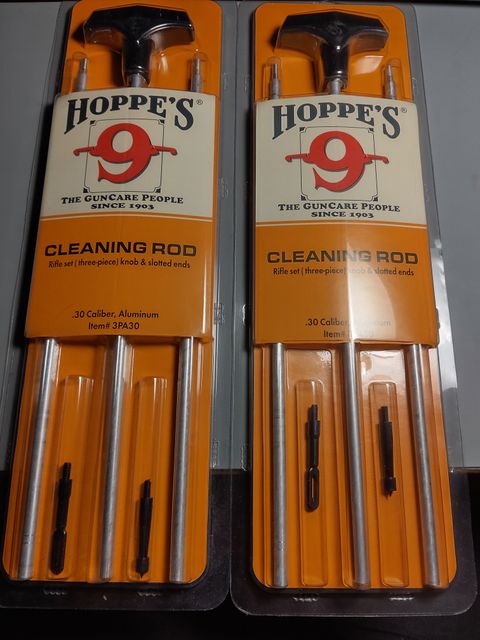 HOPPE'S®
9
THE GUNCARE PEOPLE
SINCE 1903
CLEANING ROD
Rifle set (three-piece) knob & slotted ends
.30 Caliber, Aluminum
Item# 3PA30
HOPPE'S®
9
THE GUNCARE PEOPLE
SINCE 1903
CLEANING ROD
Rifle set (three-piece) knob & slotted ends
.30 Caliber,
Item#